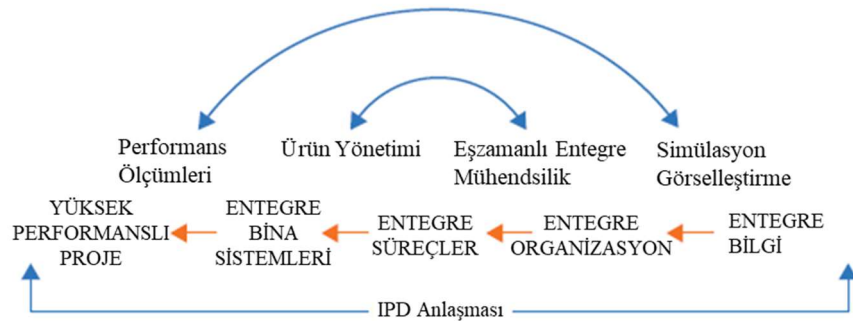 Performans
Ölçümleri
Ürün Yönetimi
Eşzamanlı Entegre
Mühendsilik
Simülasyon
Görselleştirme
YÜKSEK
PERFORMANSLI
PROJE
ENTEGRE
BİNA
SİSTEMLERİ
ENTEGRE
SÜREÇLER
ENTEGRE
ORGANİZASYON
ENTEGRE
BİLGİ
IPD Anlaşması